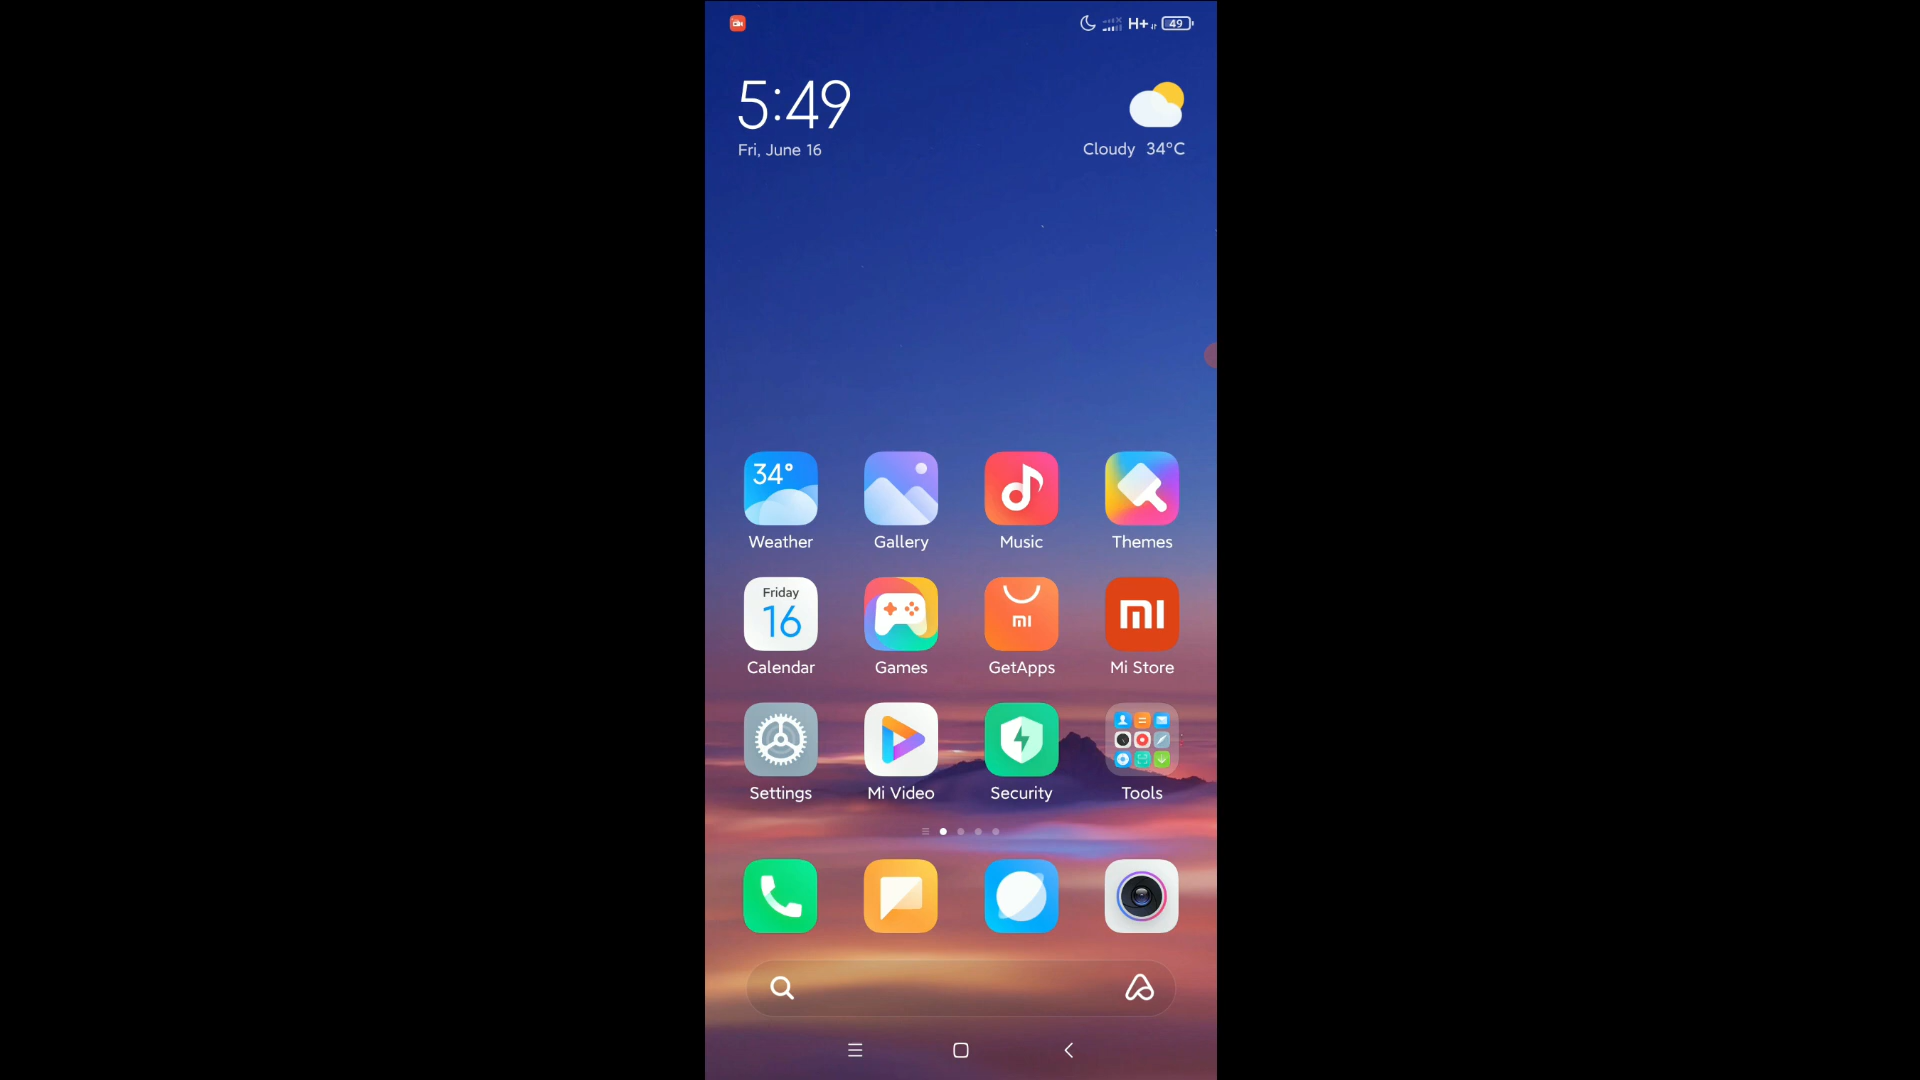 H+ 49
5:49
Fri, June 16
Cloudy 34°C
34°
Weather Gallery Music Themes
Friday
16
mi
mi
Calendar Games GetApps Mi Store
Settings Mi Video Security Tools